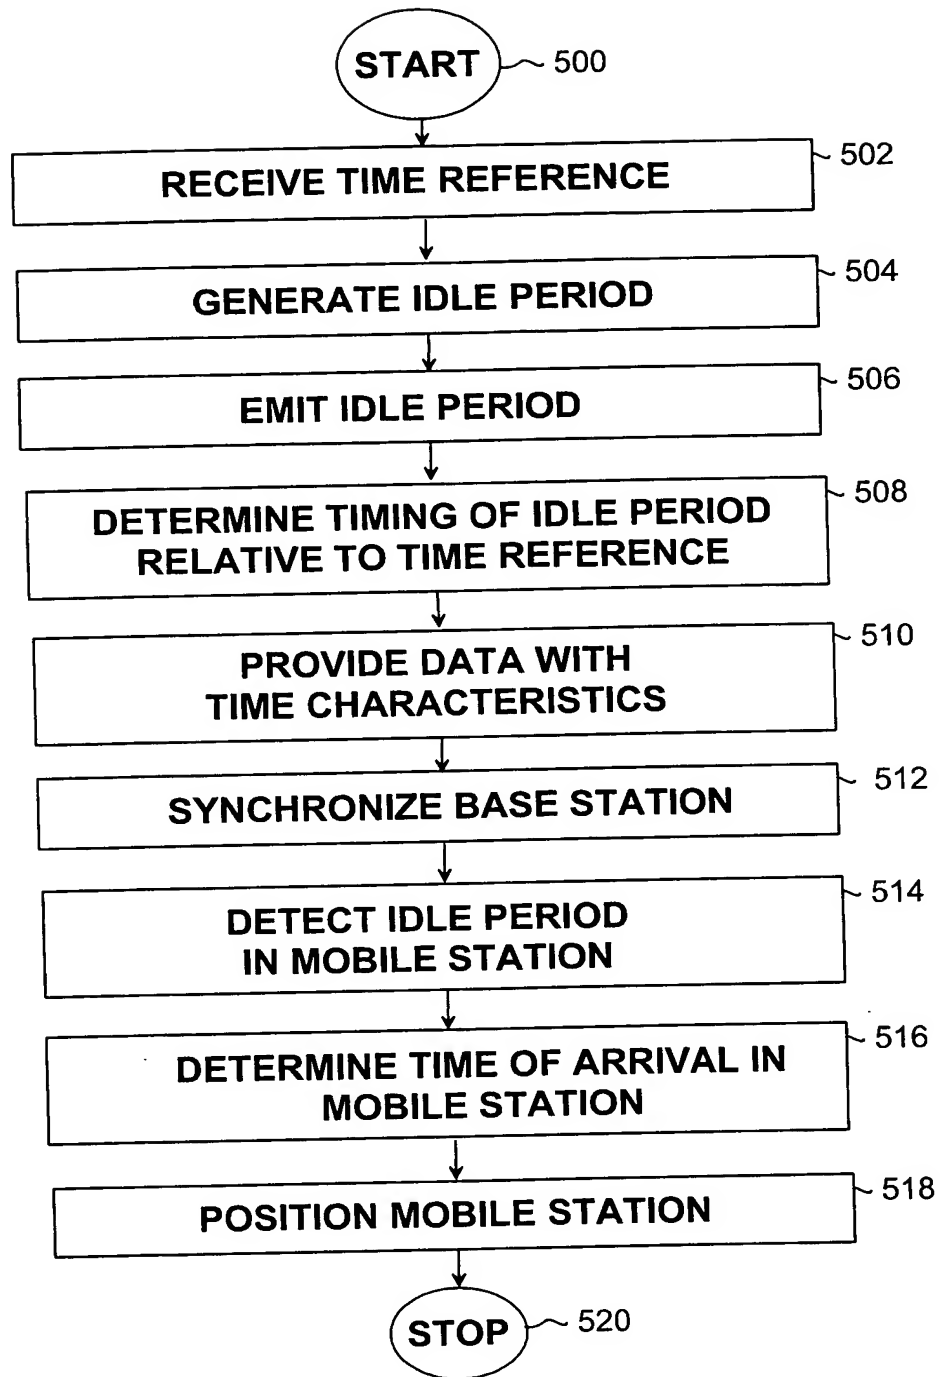 START
500
502
RECEIVE TIME REFERENCE
504
GENERATE IDLE PERIOD
506
EMIT IDLE PERIOD
508
DETERMINE TIMING OF IDLE PERIOD
RELATIVE TO TIME REFERENCE
510
PROVIDE DATA WITH
TIME CHARACTERISTICS
512
SYNCHRONIZE BASE STATION
514
DETECT IDLE PERIOD
IN MOBILE STATION
516
DETERMINE TIME OF ARRIVAL IN
MOBILE STATION
518
POSITION MOBILE STATION
STOP
520